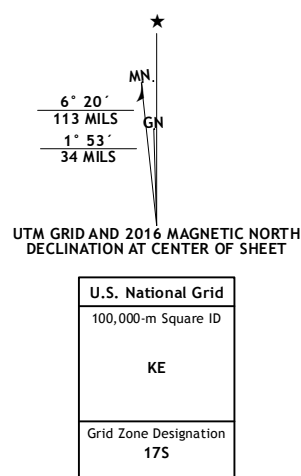 ★
MN.
6° 20´
113 MILS
GN
1° 53´
34 MILS
UTM GRID AND 2016 MAGNETIC NORTH
DECLINATION AT CENTER OF SHEET
U.S. National Grid
100,000-m Square ID
KE
Grid Zone Designation
17S